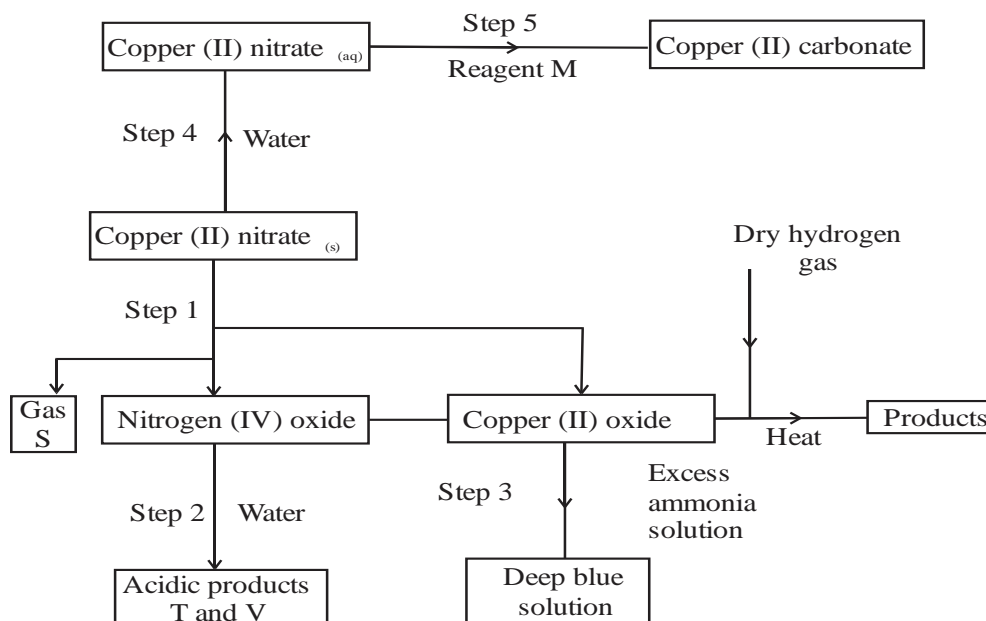 Step 5
Copper (II) nitrate (aq)
Copper (II) carbonate
Reagent M
Step 4
Water
Copper (II) nitrate (s)
Dry hydrogen
gas
Step 1
Gas
S
Nitrogen (IV) oxide
Copper (II) oxide
Products
Heat
Step 3
Excess
ammonia
solution
Step 2
Water
Acidic products
T and V
Deep blue
solution